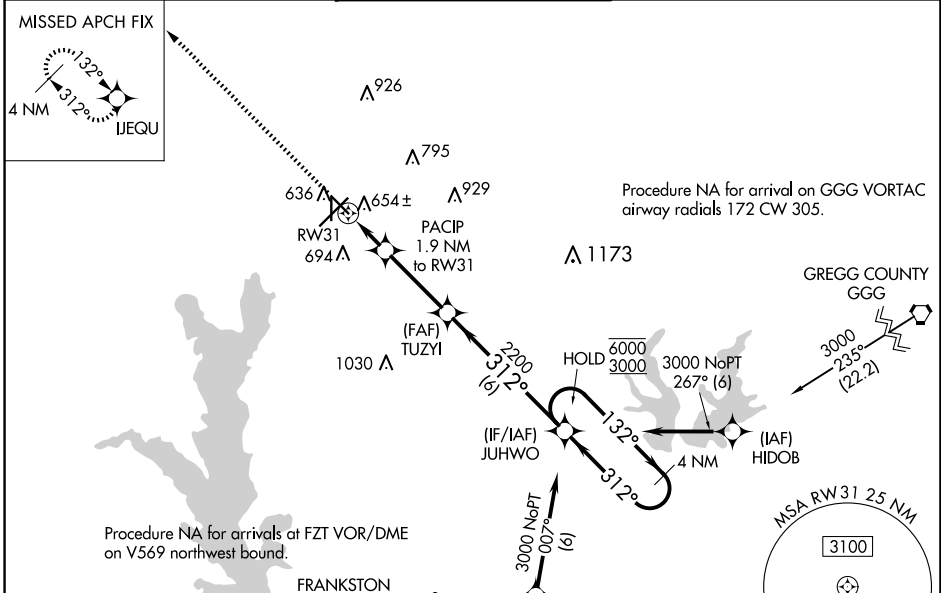 MISSED APCH FIX
132°
312°
4 NM
IJEQU
926
795
929
636
654±
RW31
694
PACIP
1.9 NM
to RW31
1173
Procedure NA for arrival on GGG VORTAC
airway radials 172 CW 305.
GREGG COUNTY
GGG
3000
235°
(22.2)
(FAF)
TUZYI
1030
2200
312°
(6)
HOLD
6000
3000
3000 NoPT
267° (6)
(IF/IAF)
JUHWO
132°
312°
4 NM
(IAF)
HIDOB
Procedure NA for arrivals at FZT VOR/DME
on V569 northwest bound.
3000 NoPT
007°
(6)
FRANKSTON
MSA RW31 25 NM
3100